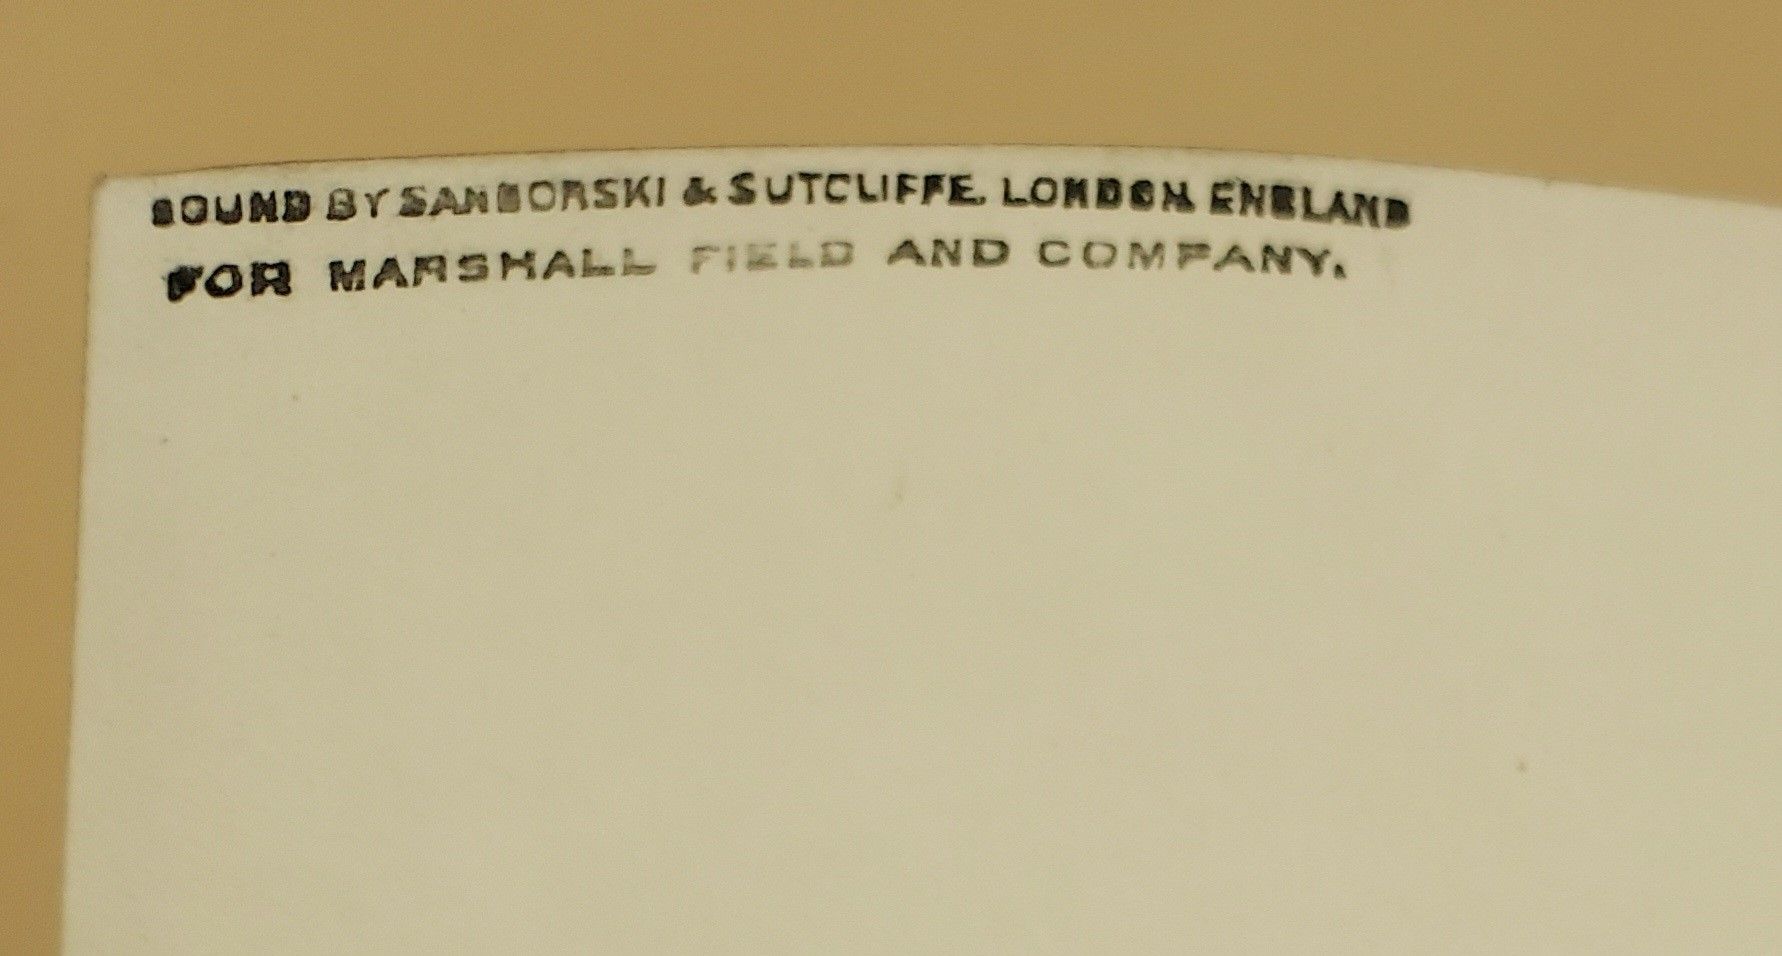 BOUND BY SANGORSKI & SUTCLIFFE, LONDON, ENGLAND
FOR MARSHALL FIELD AND COMPANY.